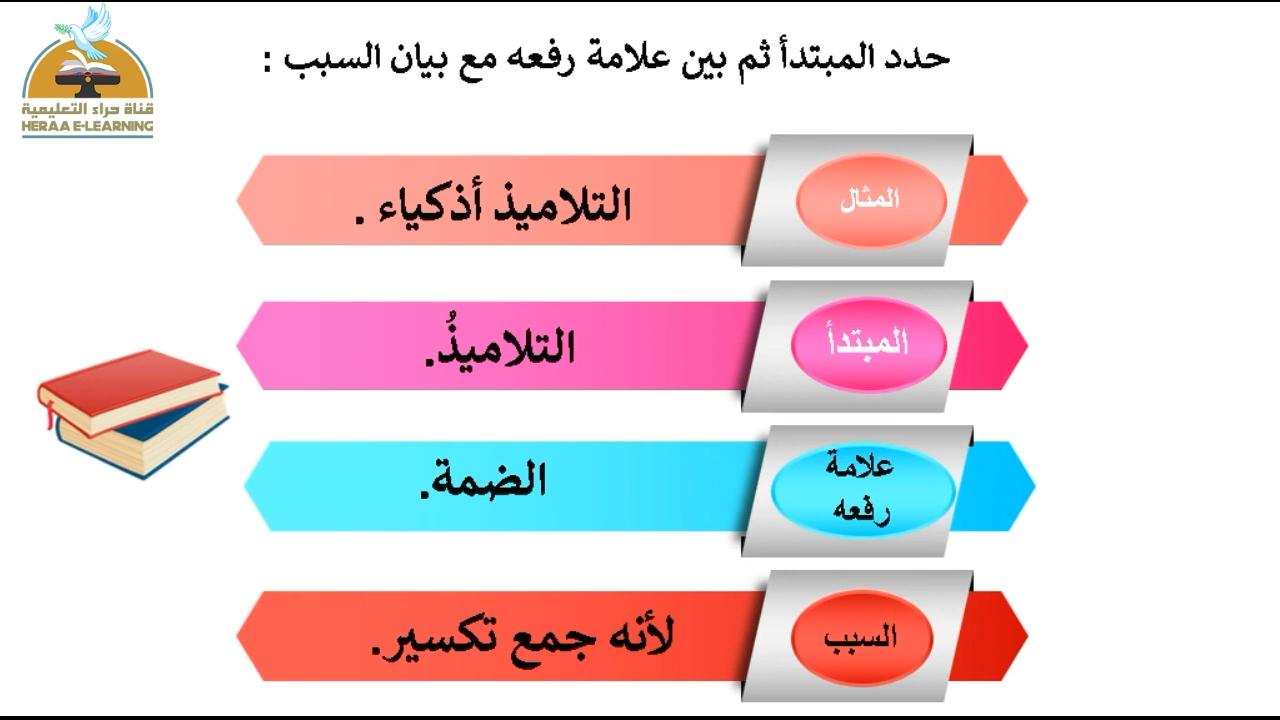 قناة حراء التعليمية
HERAA E-LEARNING
حدد المبتدأ ثم بين علامة رفعه مع بيان السبب :
المثال
التلاميذ أذكياء .
المبتدأ
التلاميذُ.
علامة
رفعه
الضمة.
السبب
لأنه جمع تكسير.